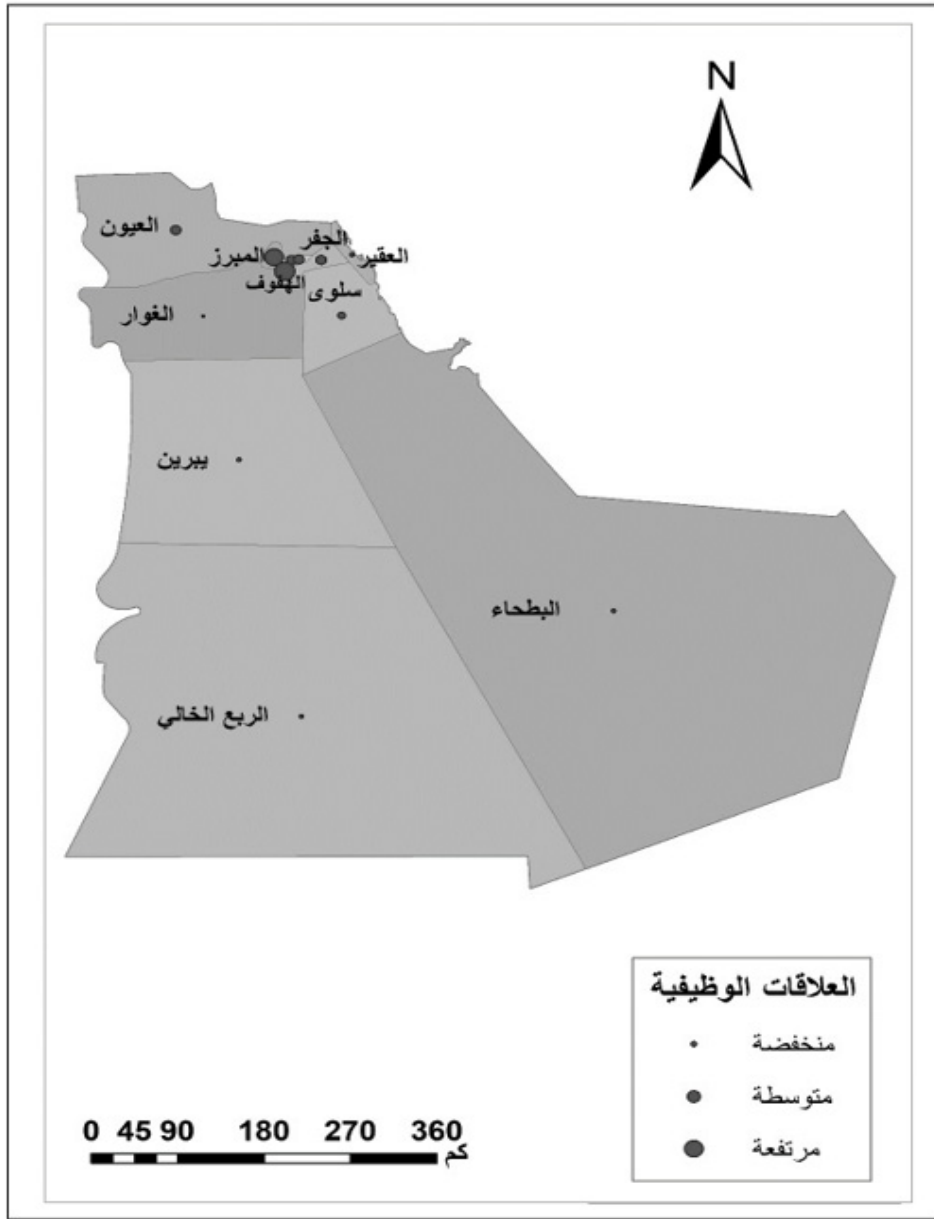 N
العيون
الجفر
المبرز
العقير
الهفوف
سلوى
الغوار
يبرين
البطحاء
الربع الخالي
العلاقات الوظيفية
منخفضة
متوسطة
مرتفعة
0 45 90 180 270 360
كم